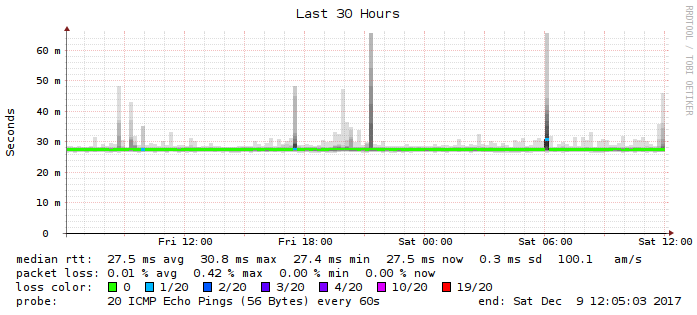 Last 30 Hours
RRDTOOL / TOBI OETIKER
Seconds
60 m
50 m
40 m
30 m
20 m
10 m
0
Fri 12:00 Fri 18:00 Sat 00:00 Sat 06:00 Sat 12:00
median rtt: 27.5 ms avg 30.8 ms max 27.4 ms min 27.5 ms now 0.3 ms sd 100.1 am/s
packet loss: 0.01 % avg 0.42 % max 0.00 % min 0.00 % now
loss color: 0 1/20 2/20 3/20 4/20 10/20 19/20
probe: 20 ICMP Echo Pings (56 Bytes) every 60s end: Sat Dec 9 12:05:03 2017